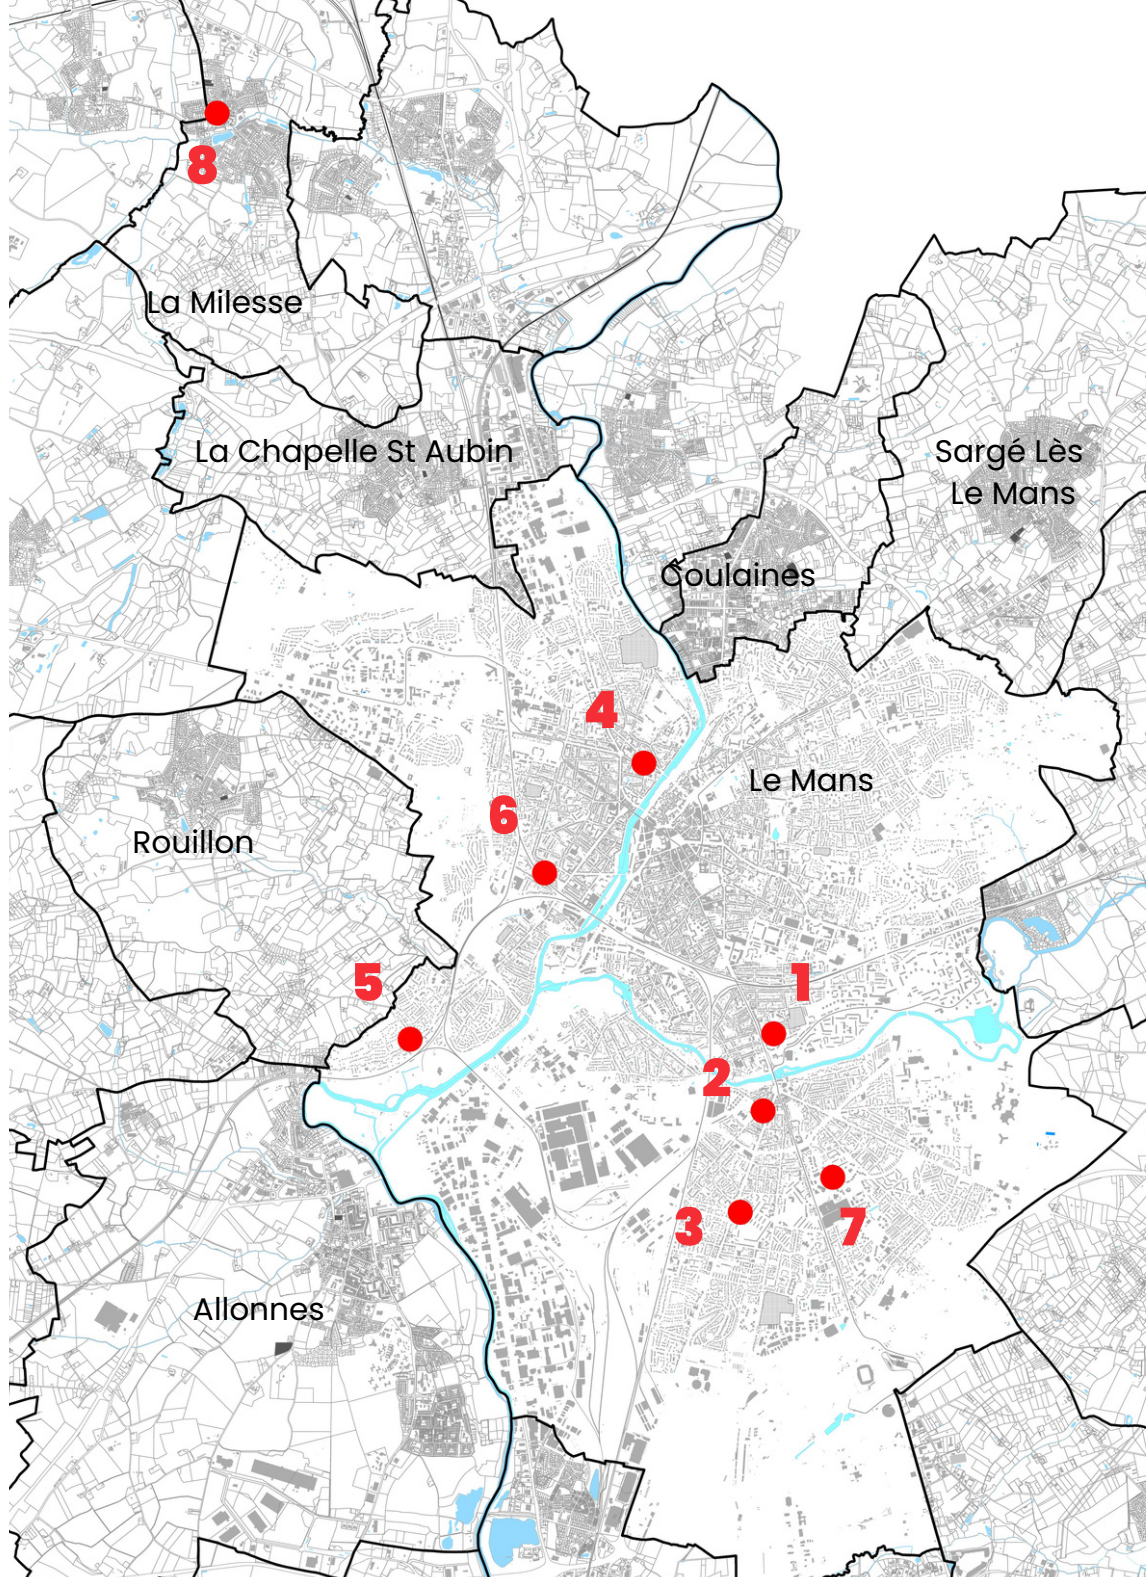 8
La Milesse
La Chapelle St Aubin
Sargé Lès
Le Mans
Coulaines
4
Le Mans
6
Rouillon
5
1
2
3
7
Allonnes